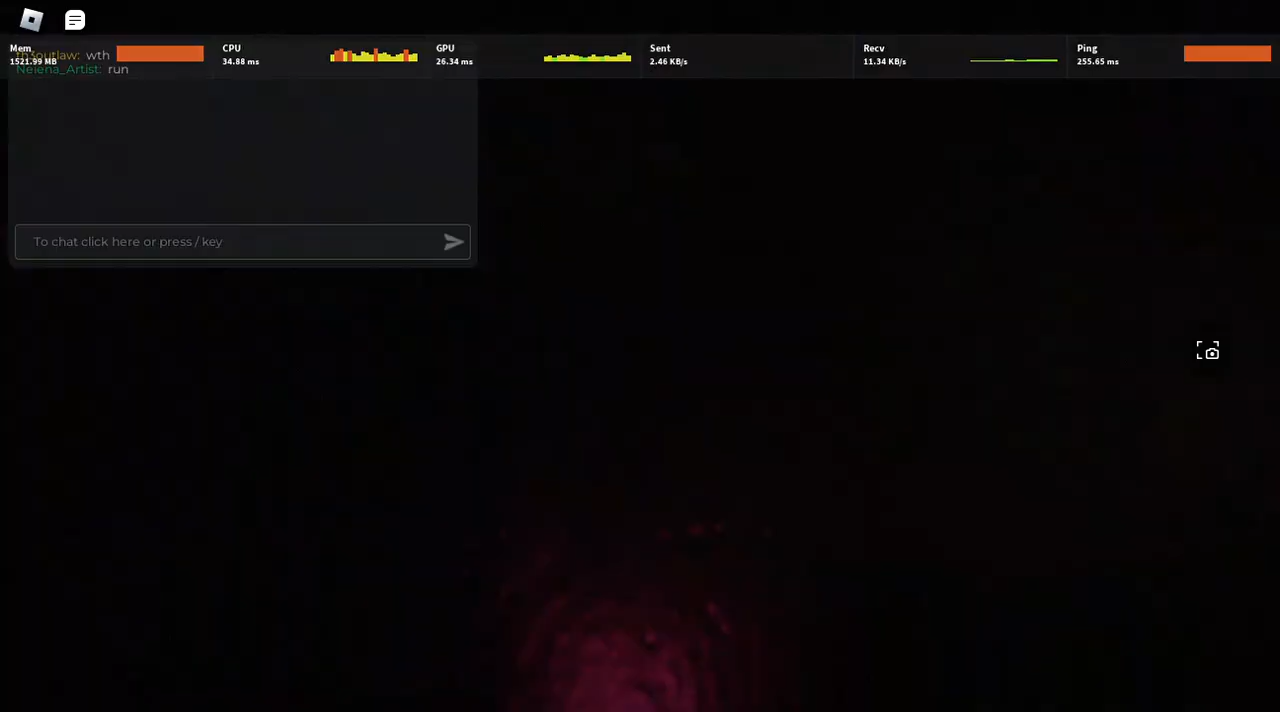 Mem
1521.99 MB
CPU
34.88 ms
GPU
26.34 ms
Sent
2.46 KB/s
Recv
11.34 KB/s
Ping
255.65 ms
wth
Neiena_Artist: run
To chat click here or press / key